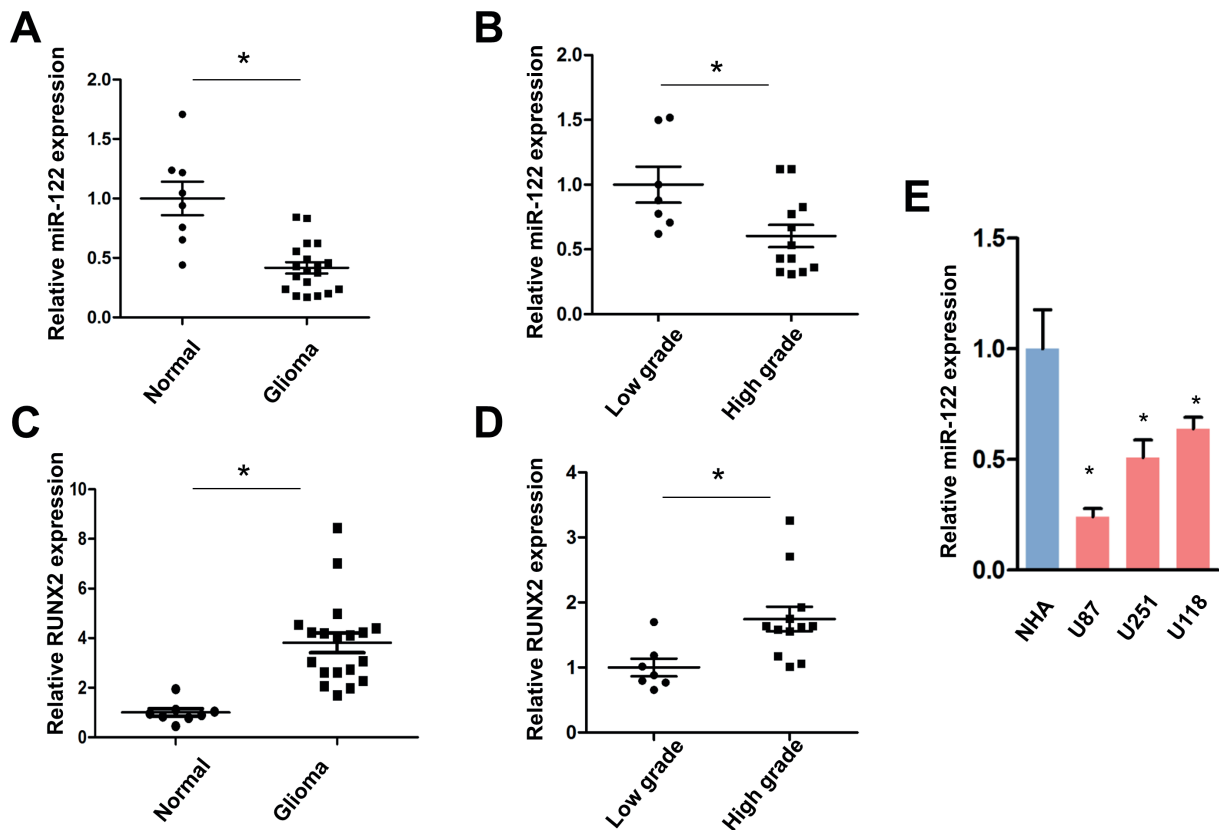 A
Relative miR-122 expression
2.0
1.5
1.0
0.5
0.0
*
Normal
Glioma
B
Relative miR-122 expression
2.0
1.5
1.0
0.5
0.0
*
Low grade
High grade
C
Relative RUNX2 expression
10
8
6
4
2
0
*
Normal
Glioma
D
Relative RUNX2 expression
4
3
2
1
0
*
Low grade
High grade
E
Relative miR-122 expression
1.5
1.0
0.5
0.0
*
*
*
NHA
U87
U251
U118